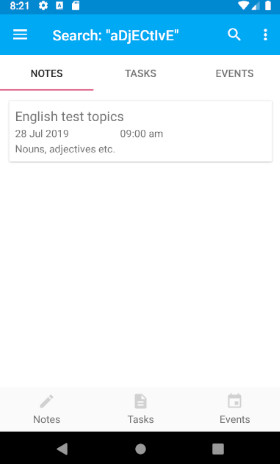 8:21
Search: "aDjECtIvE"
NOTES TASKS EVENTS
English test topics
28 Jul 2019 09:00 am
Nouns, adjectives etc.
Notes Tasks Events